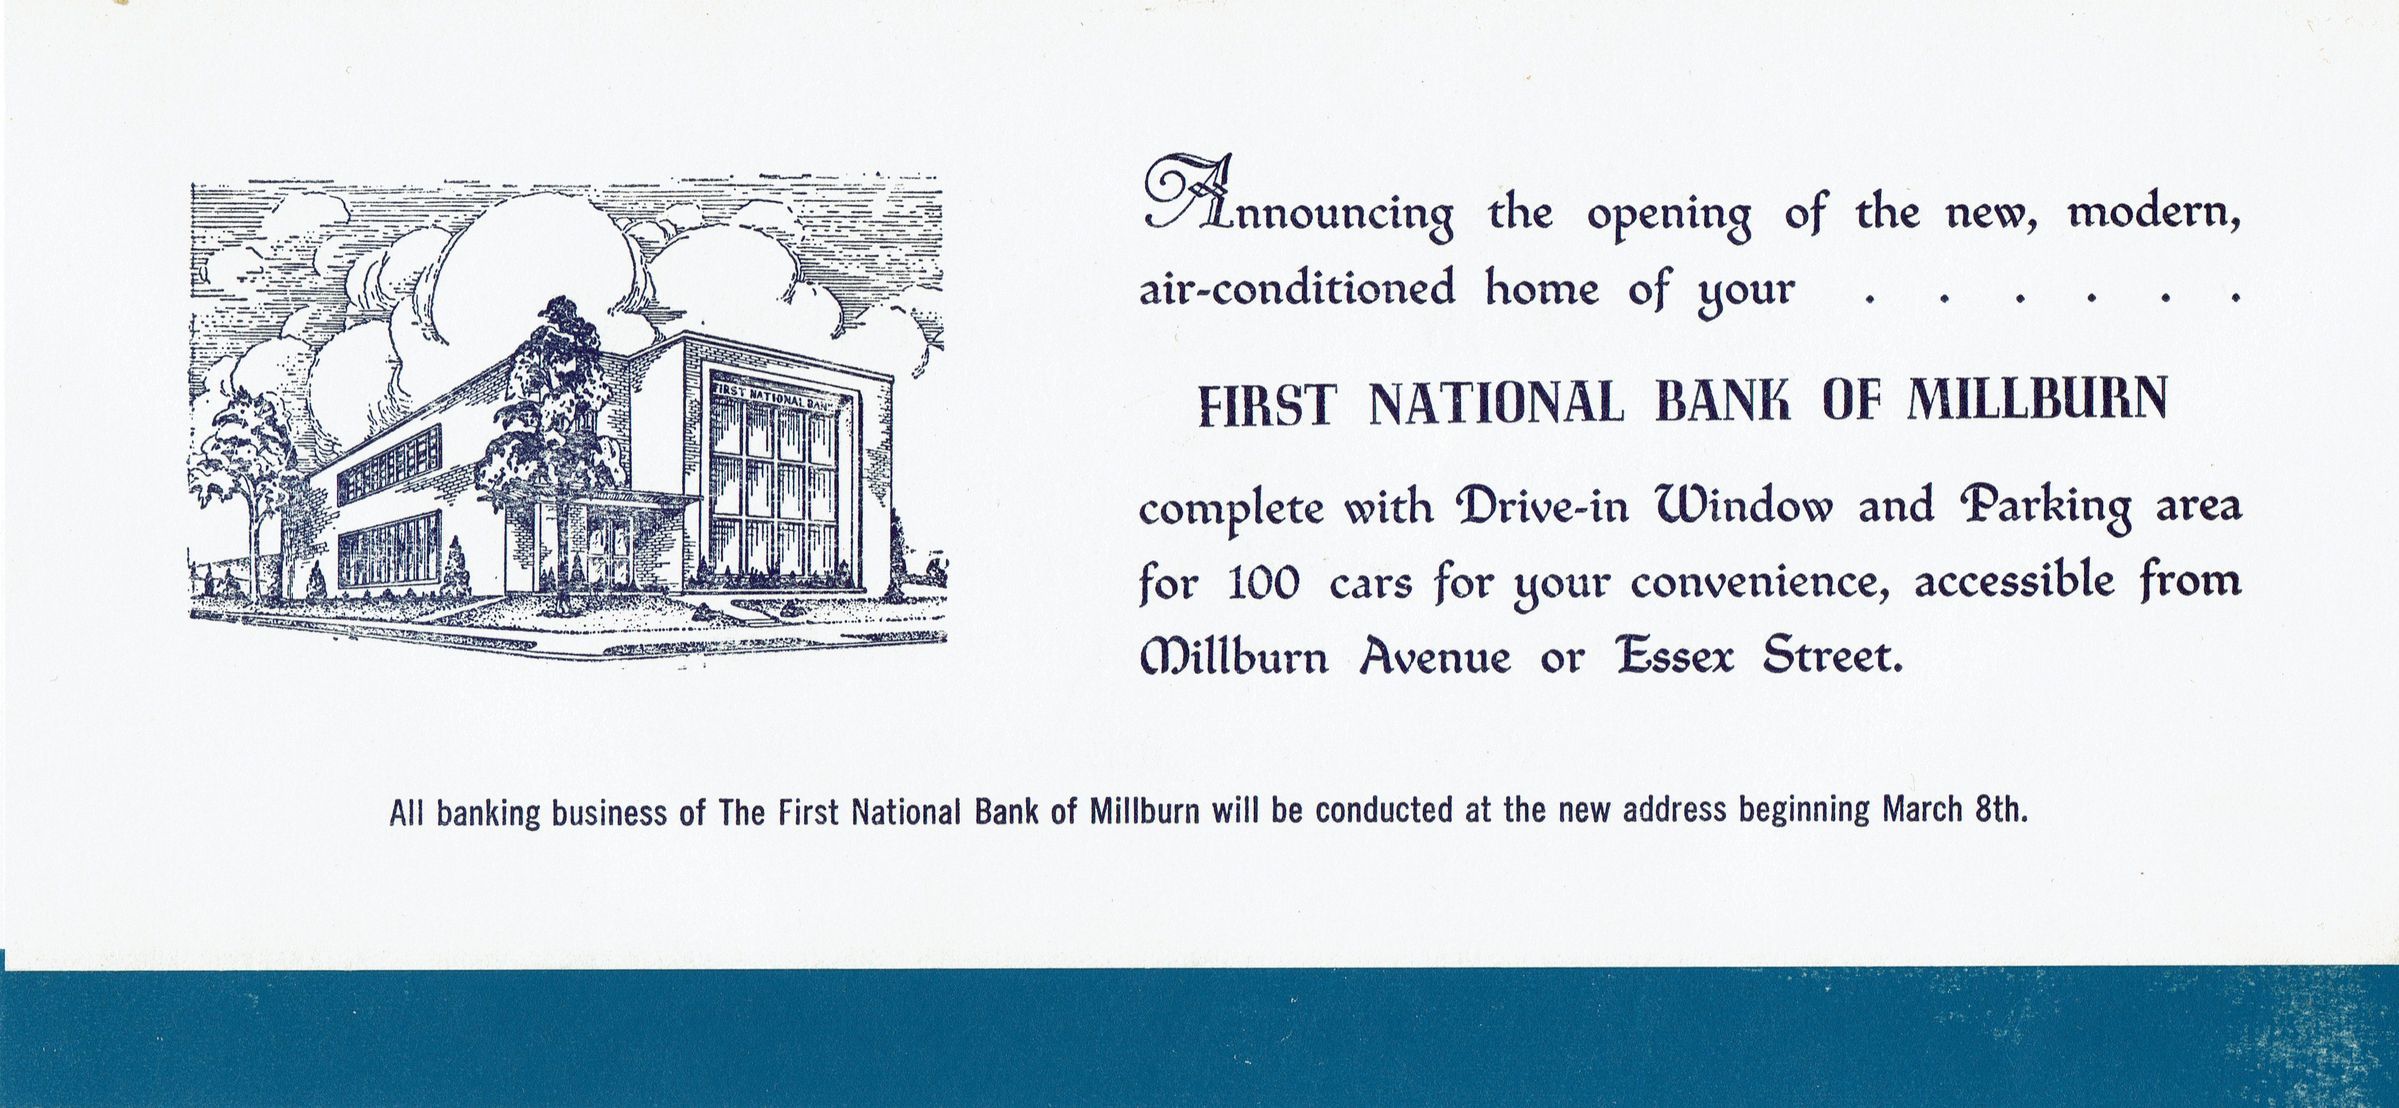 FIRST NATIONAL BANK
Announcing the opening of the new, modern,
air-conditioned home of your . . . . . .
FIRST NATIONAL BANK OF MILLBURN
complete with Drive-in Window and Parking area
for 100 cars for your convenience, accessible from
Millburn Avenue or Essex Street.
All banking business of The First National Bank of Millburn will be conducted at the new address beginning March 8th.